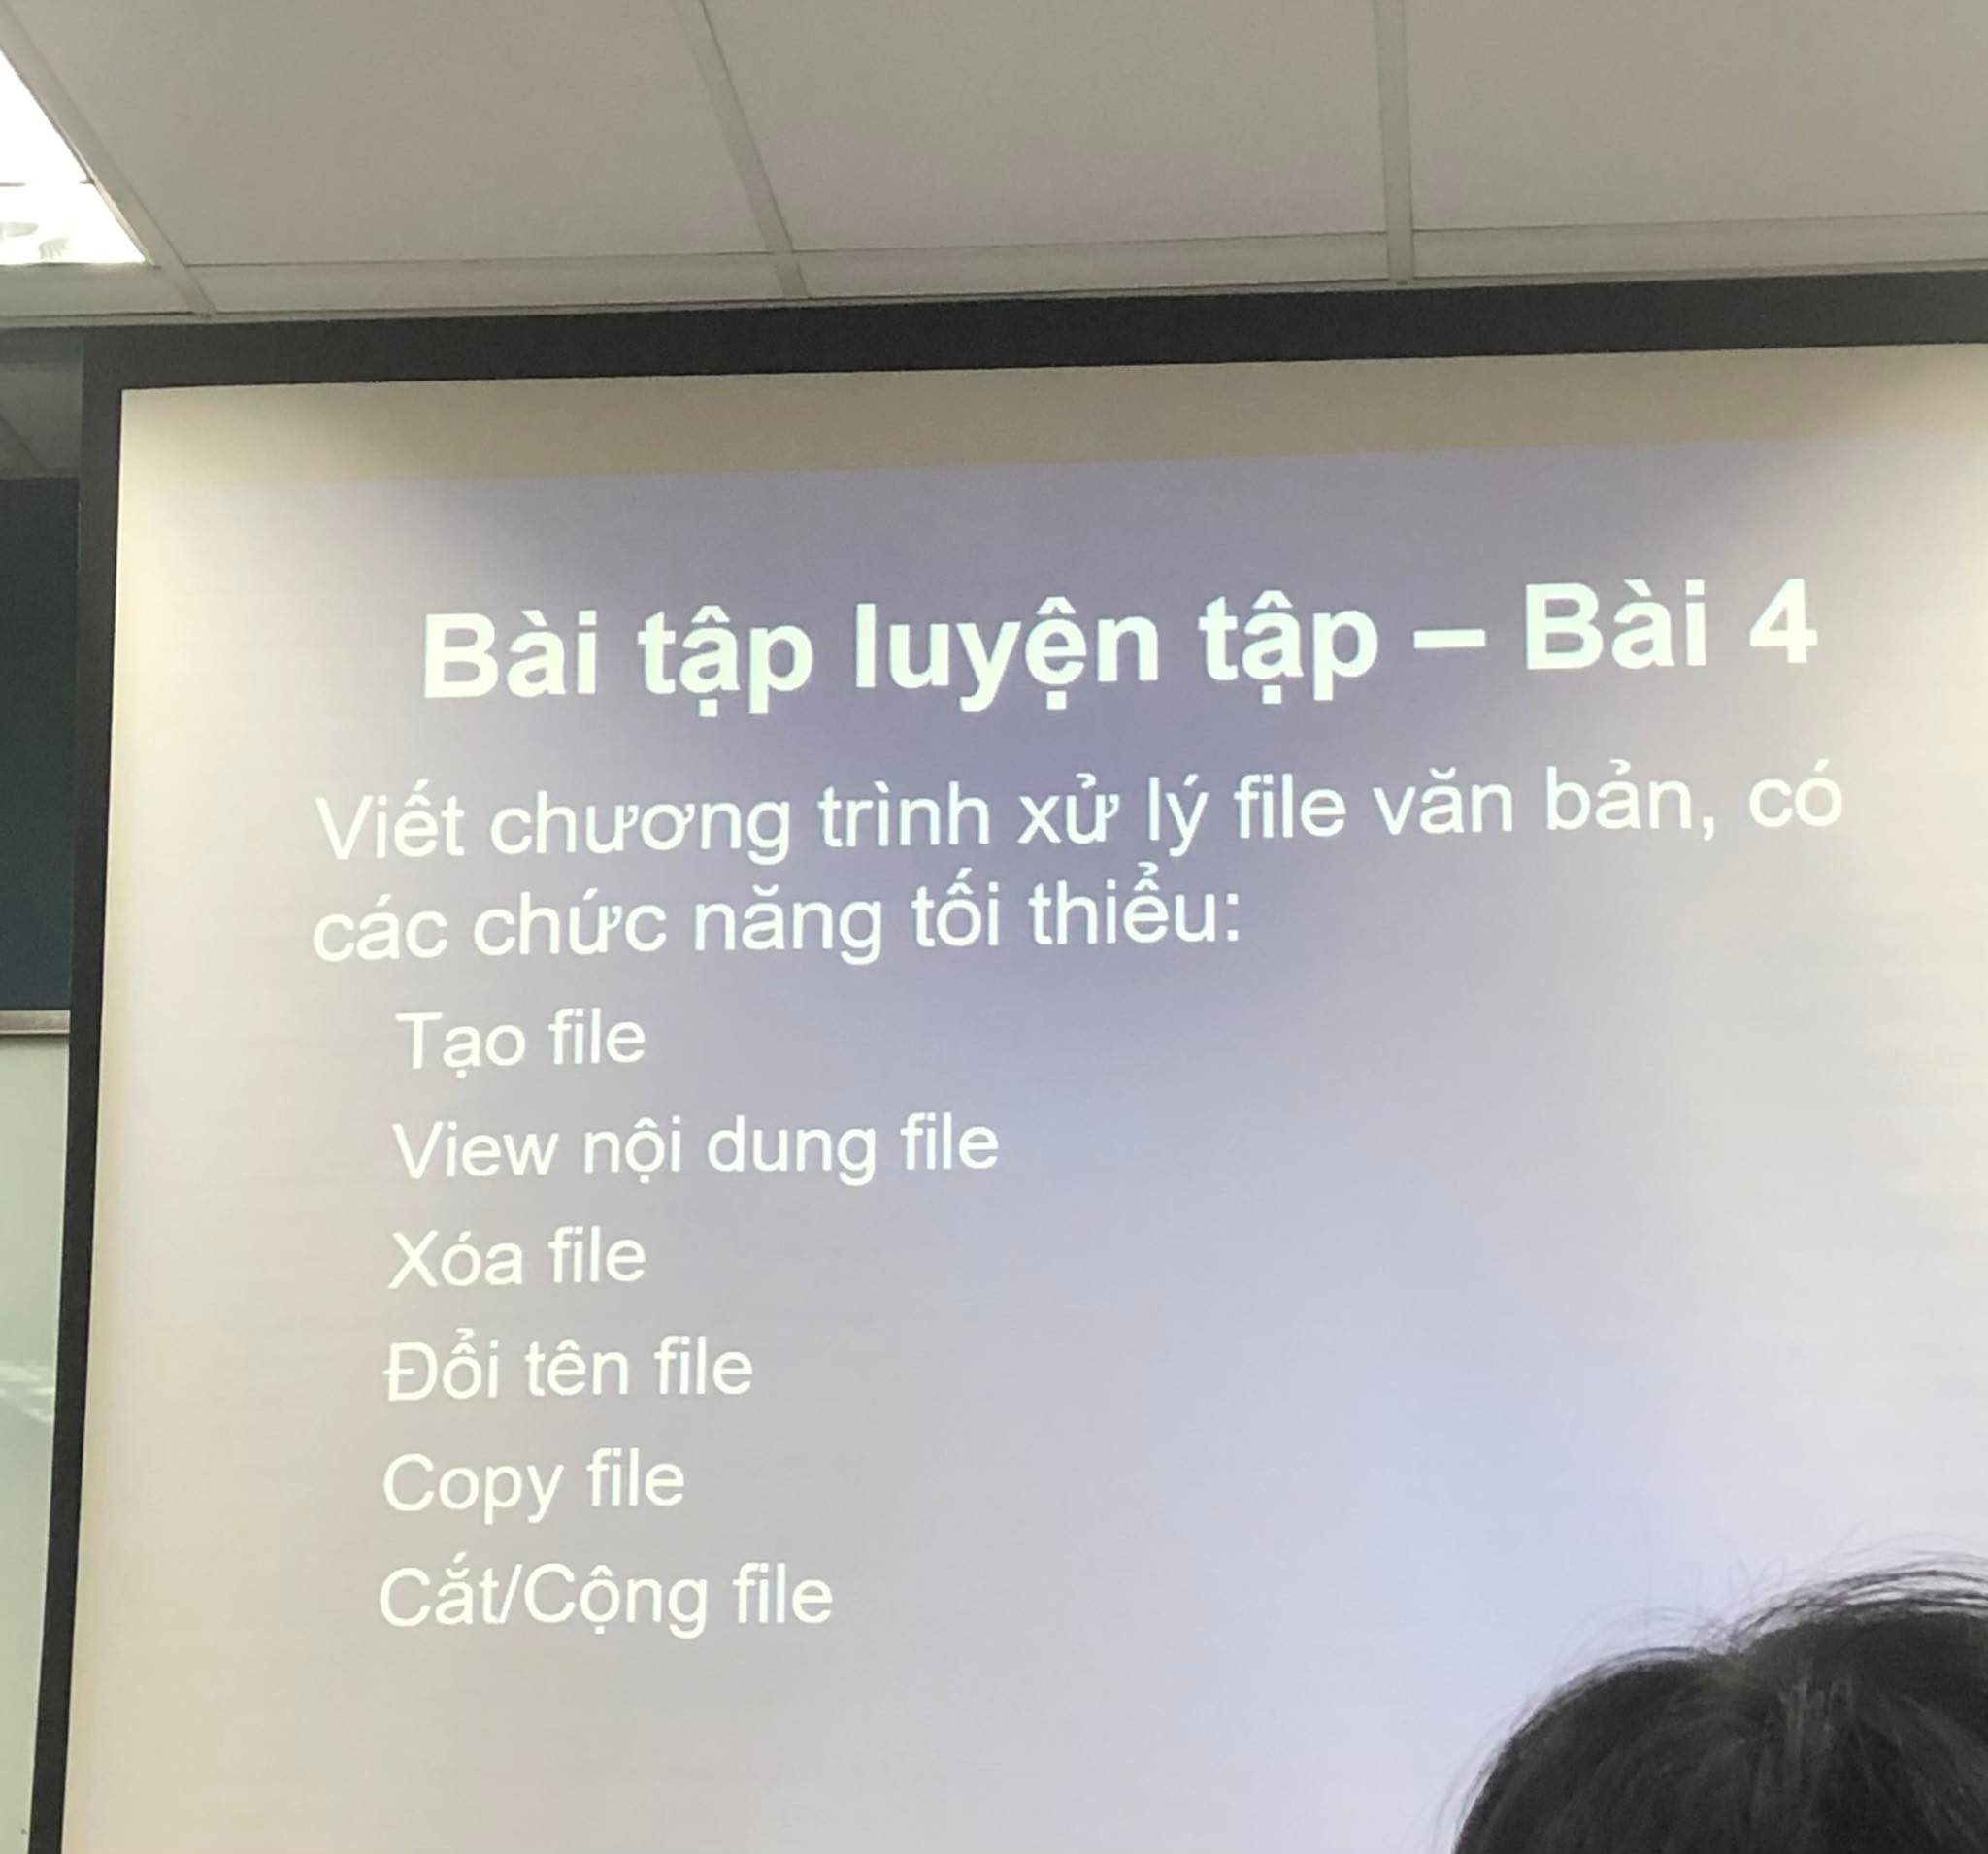 Bài tập luyện tập – Bài 4
Viết chương trình xử lý file văn bản, có
các chức năng tối thiểu:
Tạo file
View nội dung file
Xóa file
Đổi tên file
Copy file
Cắt/Cộng file